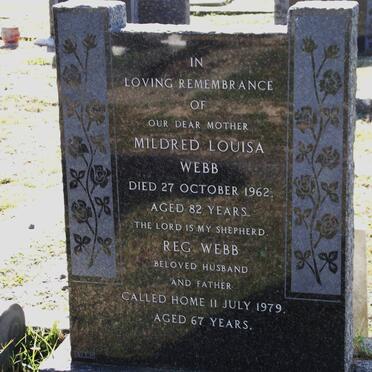 IN
LOVING REMEMBRANCE
OF
OUR DEAR MOTHER
MILDRED LOUISA
WEBB
DIED 27 OCTOBER 1962.
AGED 82 YEARS.
THE LORD IS MY SHEPHERD.
REG. WEBB
BELOVED HUSBAND
AND FATHER
CALLED HOME 11 JULY 1979.
AGED 67 YEARS.